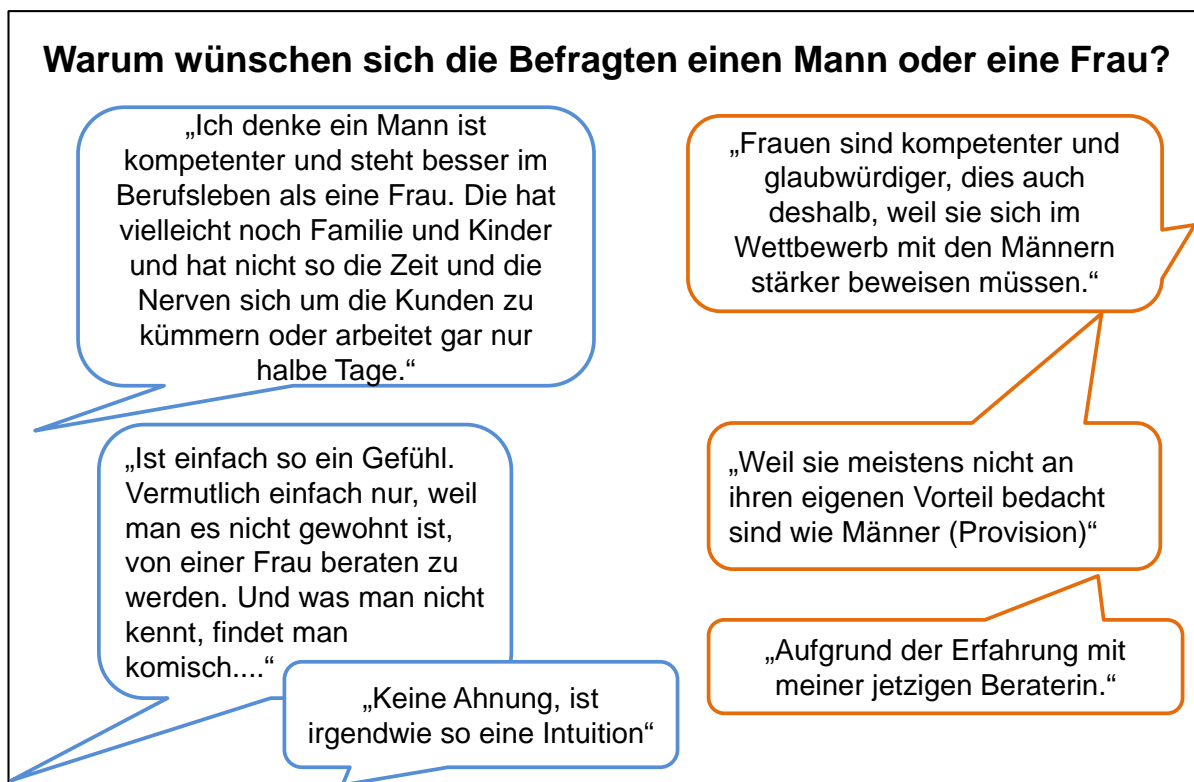 Warum wünschen sich die Befragten einen Mann oder eine Frau?
„Ich denke ein Mann ist
kompetenter und steht besser im
Berufsleben als eine Frau. Die hat
vielleicht noch Familie und Kinder
und hat nicht so die Zeit und die
Nerven sich um die Kunden zu
kümmern oder arbeitet gar nur
halbe Tage.“
„Ist einfach so ein Gefühl.
Vermutlich einfach nur, weil
man es nicht gewohnt ist,
von einer Frau beraten zu
werden. Und was man nicht
kennt, findet man
komisch....“
„Keine Ahnung, ist
irgendwie so eine Intuition“
„Frauen sind kompetenter und
glaubwürdiger, dies auch
deshalb, weil sie sich im
Wettbewerb mit den Männern
stärker beweisen müssen.“
„Weil sie meistens nicht an
ihren eigenen Vorteil bedacht
sind wie Männer (Provision)“
„Aufgrund der Erfahrung mit
meiner jetzigen Beraterin.“